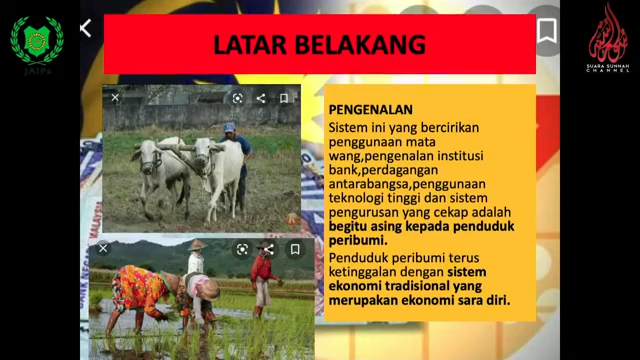 LATAR BELAKANG
JAIPs
SUARA SUNNAH
CHANNEL
PENGENALAN
Sistem ini yang bercirikan
penggunaan mata
wang,pengenalan institusi
bank,perdagangan
antarabangsa,penggunaan
teknologi tinggi dan sistem
pengurusan yang cekap adalah
begitu asing kepada penduduk
peribumi.
Penduduk peribumi terus
ketinggalan dengan sistem
ekonomi tradisional yang
merupakan ekonomi sara diri.